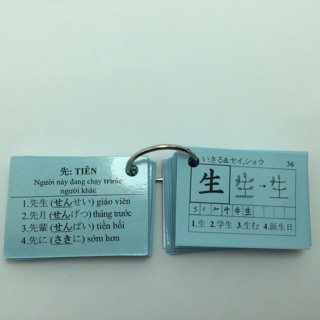 先: TIÊN
Người này đang chạy trước
người khác
1.先生 (せんせい) giáo viên
2.先月 (せんげつ) tháng trước
3.先輩 (せんぱい) tiền bối
4.先に (さきに) sớm hơn
いきる&セイ,ショウ
36
生
1.生 2.学生 3.生む 4.誕生日